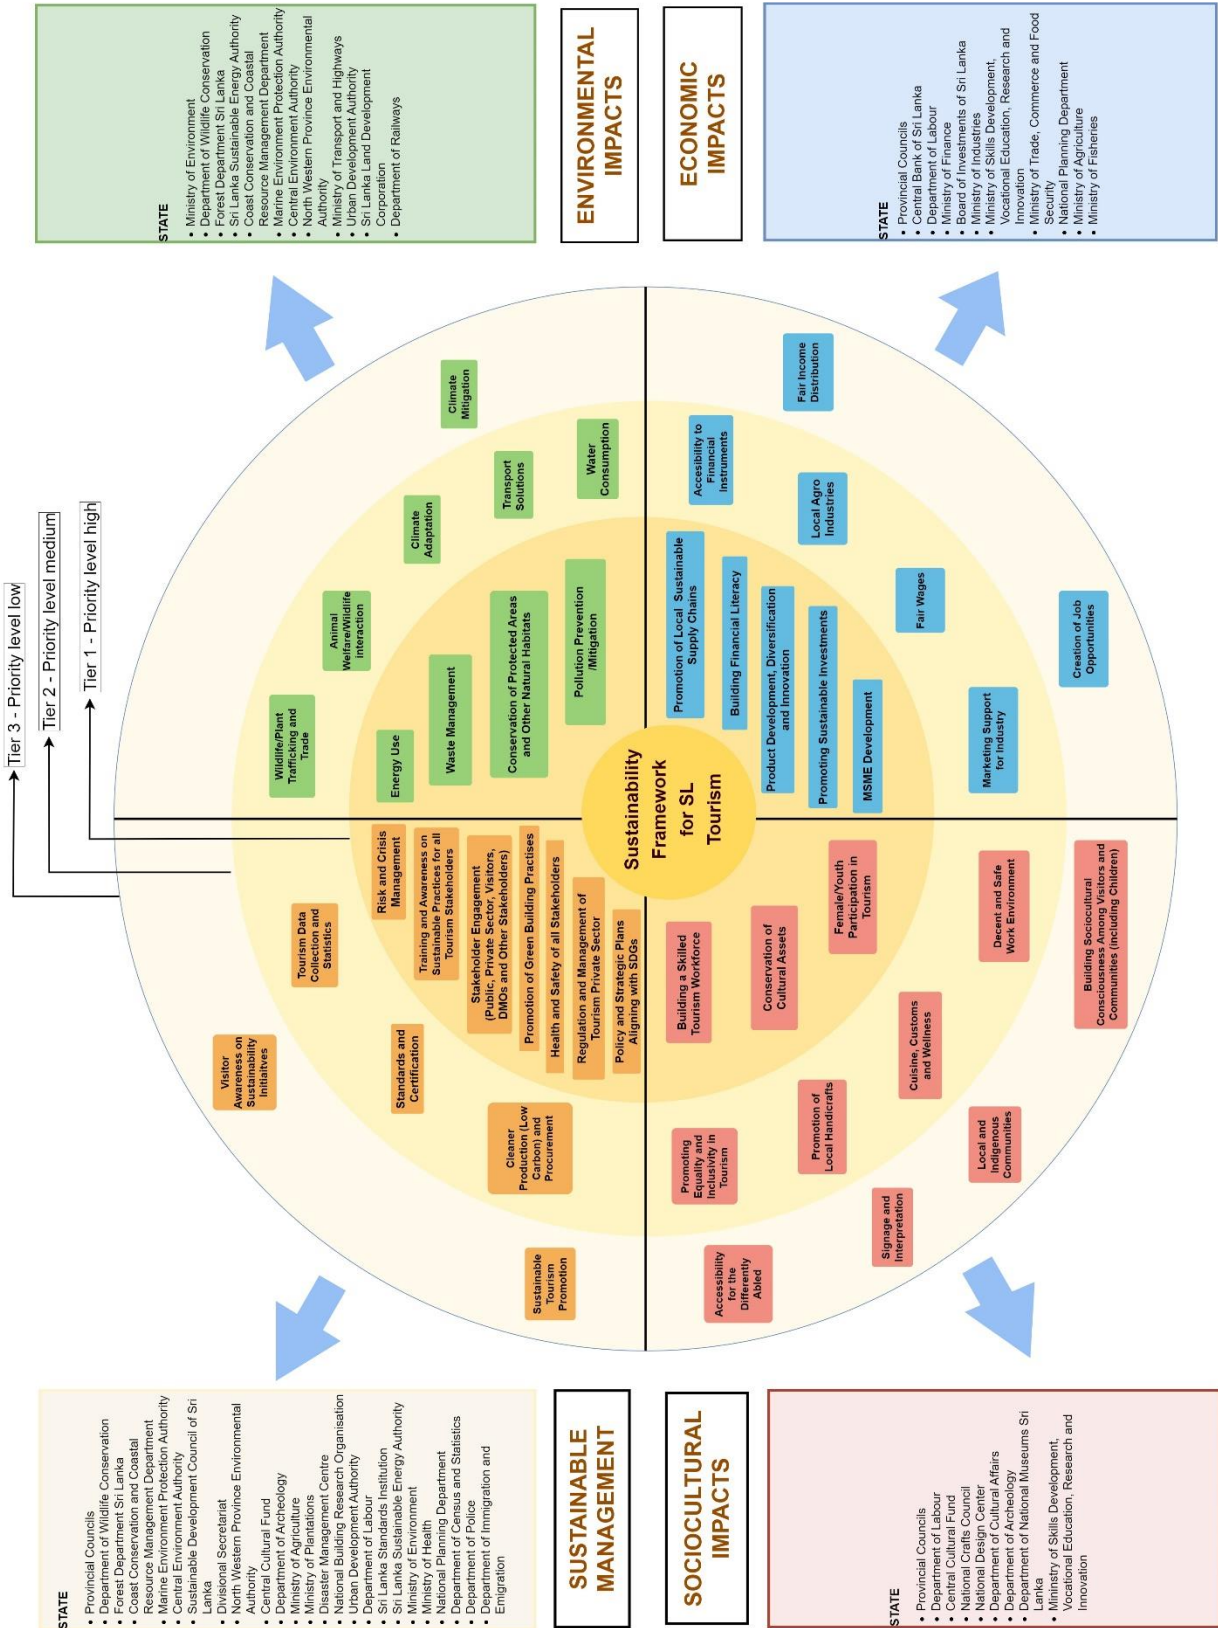 Tier 3 - Priority level low
Tier 2 - Priority level medium
Tier 1 - Priority level high
STATE
• Provincial Councils
• Department of Wildlife Conservation
• Forest Department Sri Lanka
• Coast Conservation and Coastal
Resource Management Department
• Marine Environment Protection Authority
• Central Environment Authority
• Sustainable Development Council of Sri
Lanka
• Divisional Secretariat
• North Western Province Environmental
Authority
• Central Cultural Fund
• Department of Archeology
• Ministry of Agriculture
• Ministry of Plantations
• Disaster Management Centre
• National Building Research Organisation
• Urban Development Authority
• Department of Labour
• Sri Lanka Standards Institution
• Sri Lanka Sustainable Energy Authority
• Ministry of Environment
• Ministry of Health
• National Planning Department
• Department of Census and Statistics
• Department of Police
• Department of Immigration and
Emigration
SUSTAINABLE
MANAGEMENT
Visitor
Awareness on
Sustainability
Initiaitves
Tourism Data
Collection and
Statistics
Risk and Crisis
Management
Standards and
Certification
Training and Awareness on
Sustainable Practices for all
Tourism Stakeholders
Stakeholder Engagement
(Public, Private Sector, Visitors,
DMOs and Other Stakeholders)
Promotion of Green Building Practises
Health and Safety of all Stakeholders
Regulation and Management of
Tourism Private Sector
Policy and Strategic Plans
Aligning with SDGs
Cleaner
Production (Low
Carbon) and
Procurement
Sustainable
Tourism
Promotion
STATE
• Ministry of Environment
• Department of Wildlife Conservation
• Forest Department Sri Lanka
• Sri Lanka Sustainable Energy Authority
• Coast Conservation and Coastal
Resource Management Department
• Marine Environment Protection Authority
• Central Environment Authority
• North Western Province Environmental
Authority
• Ministry of Transport and Highways
• Urban Development Authority
• Sri Lanka Land Development
Corporation
• Department of Railways
ENVIRONMENTAL
IMPACTS
Wildlife/Plant
Trafficking and
Trade
Animal
Welfare/Wildlife
interaction
Climate
Adaptation
Climate
Mitigation
Transport
Solutions
Water
Consumption
Energy Use
Waste Management
Conservation of Protected Areas
and Other Natural Habitats
Pollution Prevention
/Mitigation
Sustainability
Framework
for SL
Tourism
SOCIOCULTURAL
IMPACTS
Building a Skilled
Tourism Workforce
Conservation of
Cultural Assets
Female/Youth
Participation in
Tourism
Promoting
Equality and
Inclusivity in
Tourism
Promotion of
Local Handicrafts
Cuisine, Customs
and Wellness
Decent and Safe
Work Environment
Accessibility
for the
Differently
Abled
Signage and
Interpretation
Local and
Indigenous
Communities
Building Sociocultural
Consciousness Among Visitors and
Communities (including Children)
STATE
• Provincial Councils
• Department of Labour
• Central Cultural Fund
• National Crafts Council
• National Design Center
• Department of Cultural Affairs
• Department of Archeology
• Department of National Museums Sri
Lanka
• Mininstry of Skills Development,
Vocational Education, Research and
Innovation
ECONOMIC
IMPACTS
Promotion of Local Sustainable
Supply Chains
Building Financial Literacy
Product Development, Diversification
and Innovation
Promoting Sustainable Investments
MSME Development
Accesibility to
Financial
Instruments
Local Agro
Industries
Fair Wages
Marketing Support
for Industry
Fair Income
Distribution
Creation of Job
Opportunities
STATE
• Provincial Councils
• Central Bank of Sri Lanka
• Department of Labour
• Ministry of Finance
• Board of Investments of Sri Lanka
• Ministry of Industries
• Ministry of Skills Development,
Vocational Education, Research and
Innovation
• Ministry of Trade, Commerce and Food
Security
• National Planning Department
• Ministry of Agriculture
• Ministry of Fisheries